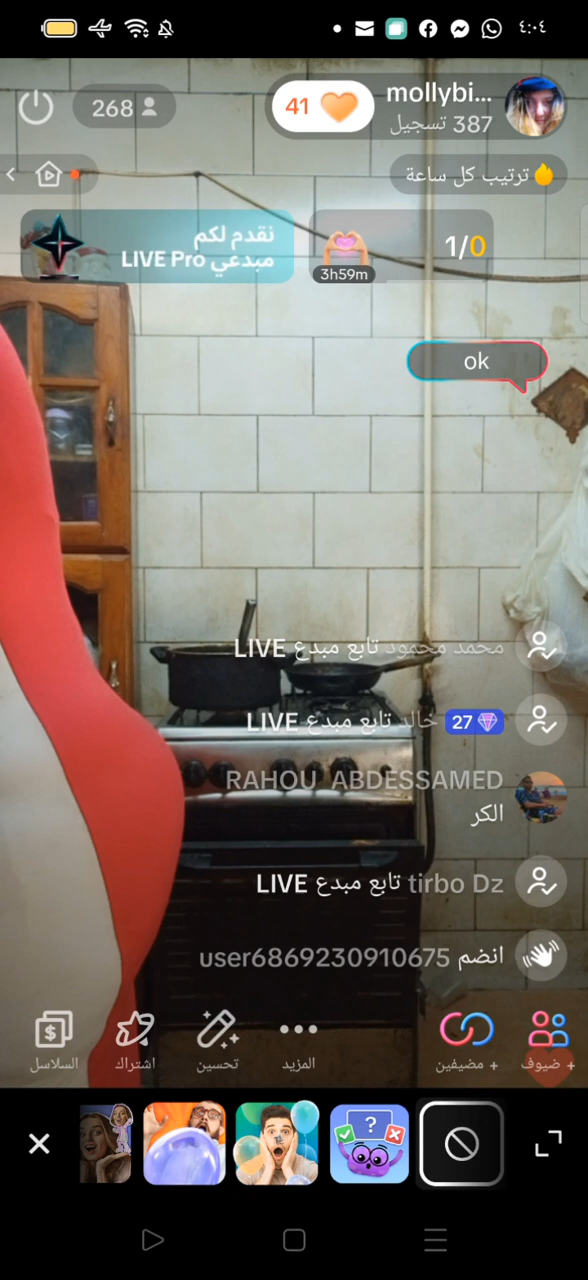 ٤:٠٤
mollybi...
387 تسجيل
41
268
ترتيب كل ساعة
1/0
3h59m
نقدم لكم
مبدعي LIVE Pro
ok
محمد محمود تابع مبدع LIVE
27 خالد تابع مبدع LIVE
RAHOU_ABDESSAMED
الكر
tirbo Dz تابع مبدع LIVE
user6869230910675 انضم
+ ضيوف
+ مضيفين
المزيد
تحسين
اشتراك
السلاسل